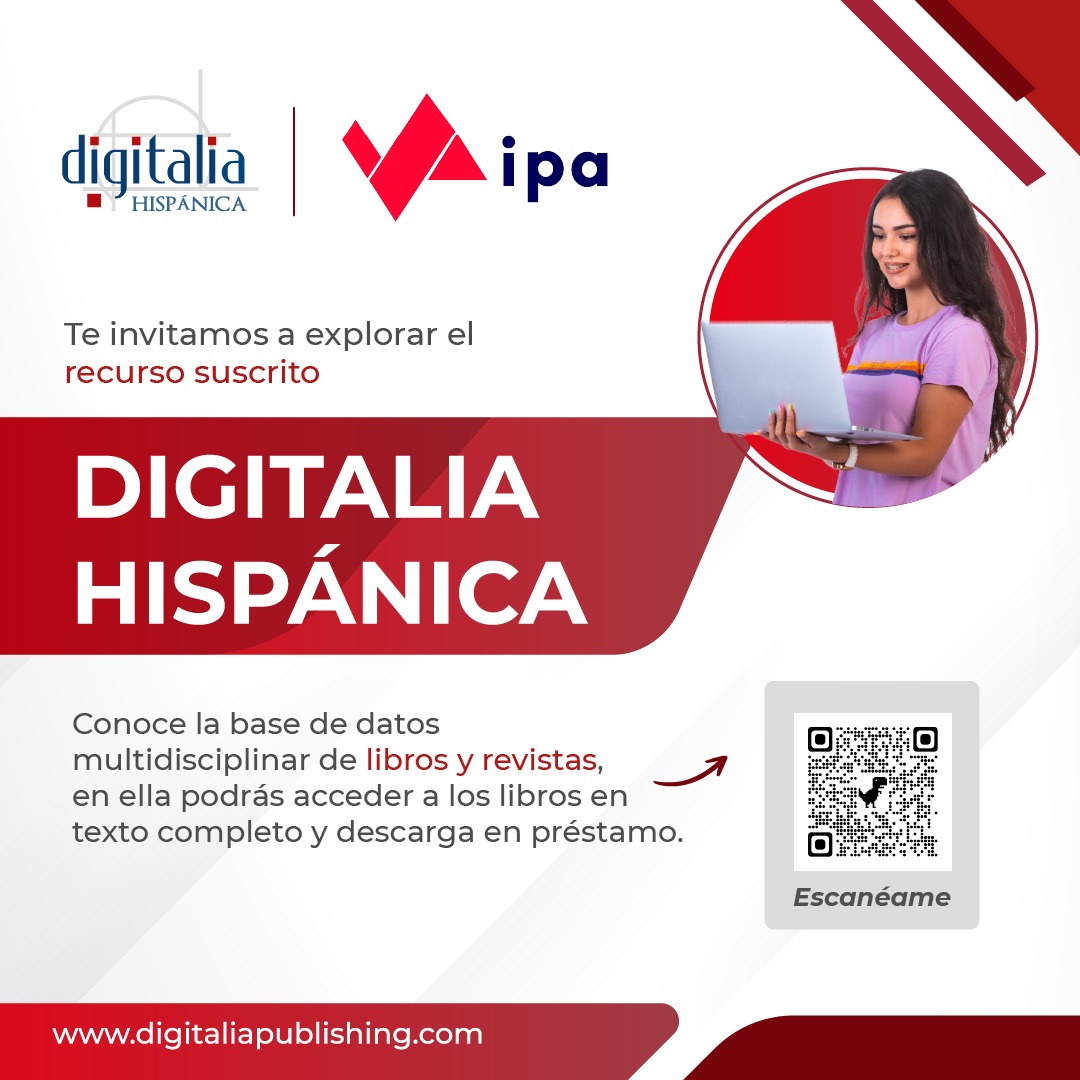 digitalia
HISPÁNICA
ipa
Te invitamos a explorar el
recurso suscrito
DIGITALIA
HISPÁNICA
Conoce la base de datos
multidisciplinar de libros y revistas,
en ella podrás acceder a los libros en
texto completo y descarga en préstamo.
Escanéame
www.digitaliapublishing.com